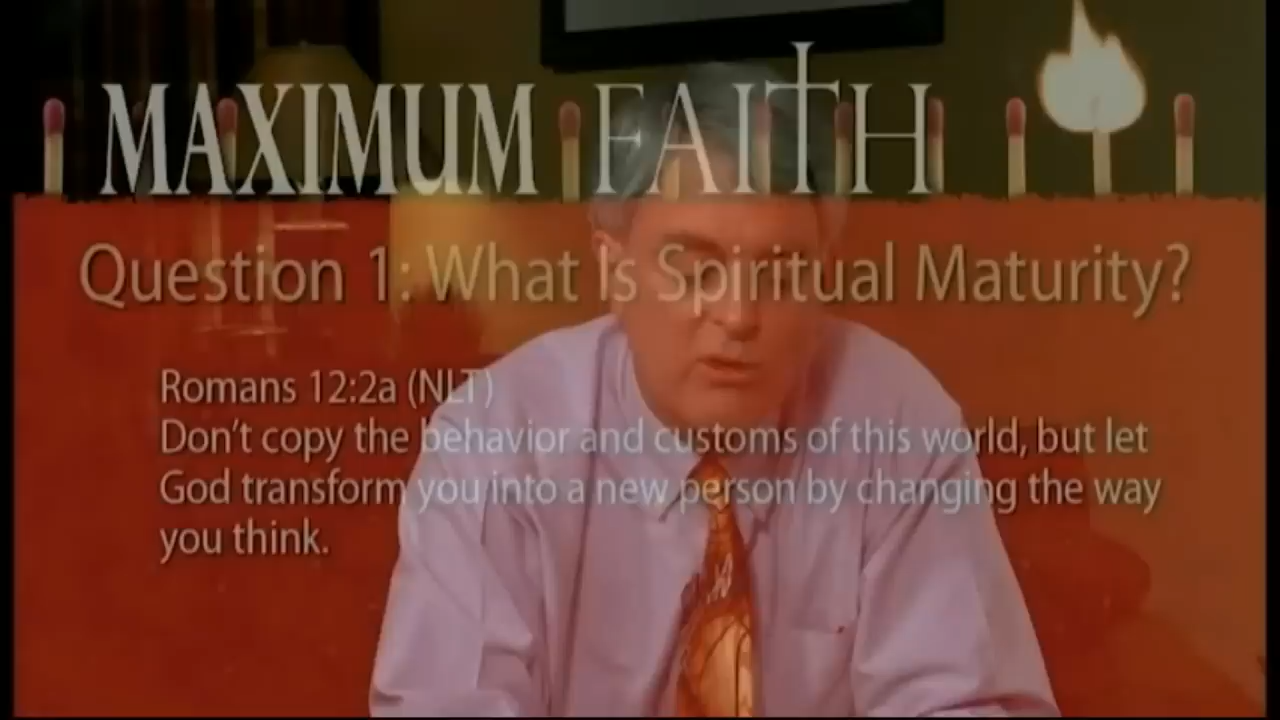 MAXIMUM FAITH
Question 1: What Is Spiritual Maturity?
Romans 12:2a (NLT)
Don't copy the behavior and customs of this world, but let
God transform you into a new person by changing the way
you think.